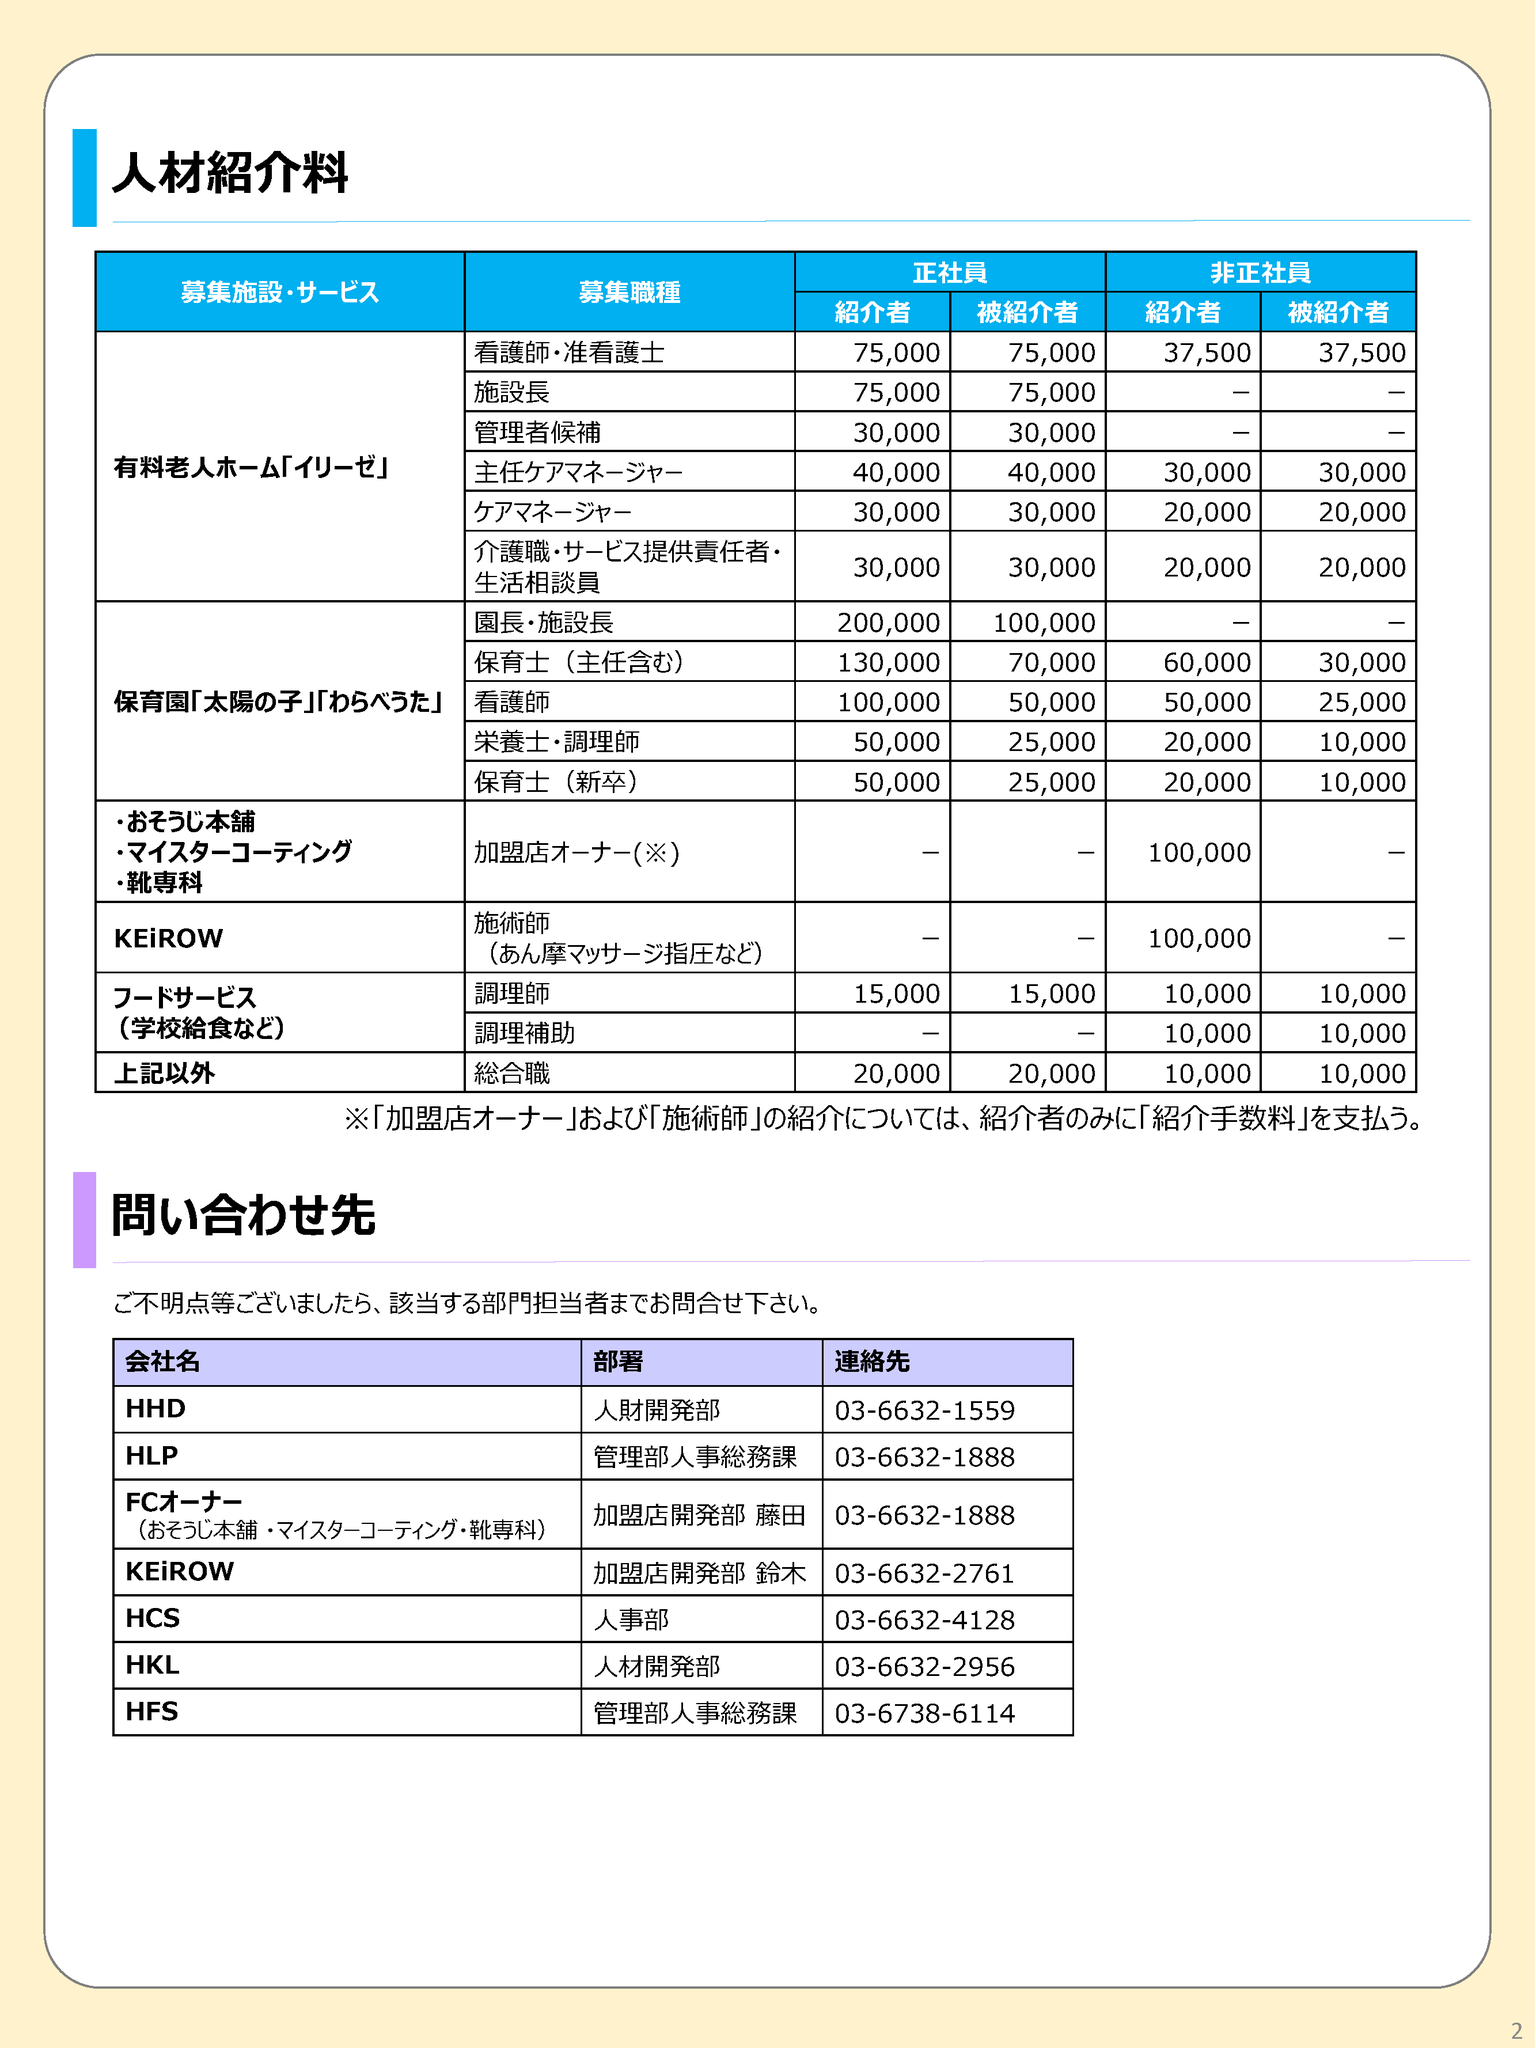 人材紹介料
募集施設・サービス 募集職種 正社員 非正社員
紹介者 被紹介者 紹介者 被紹介者
有料老人ホーム「イリーゼ」
看護師・准看護士 75,000 75,000 37,500 37,500
施設長 75,000 75,000 － －
管理者候補 30,000 30,000 － －
主任ケアマネージャー 40,000 40,000 30,000 30,000
ケアマネージャー 30,000 30,000 20,000 20,000
介護職・サービス提供責任者・
生活相談員 30,000 30,000 20,000 20,000
保育園「太陽の子」「わらべうた」
園長・施設長 200,000 100,000 － －
保育士（主任含む） 130,000 70,000 60,000 30,000
看護師 100,000 50,000 50,000 25,000
栄養士・調理師 50,000 25,000 20,000 10,000
保育士（新卒） 50,000 25,000 20,000 10,000
・おそうじ本舗
・マイスターコーティング
・靴専科
加盟店オーナー(※) － － 100,000 －
KEiROW
施術師
（あん摩マッサージ指圧など） － － 100,000 －
フードサービス
（学校給食など）
調理師 15,000 15,000 10,000 10,000
調理補助 － － 10,000 10,000
上記以外 総合職 20,000 20,000 10,000 10,000
※「加盟店オーナー」および「施術師」の紹介については、紹介者のみに「紹介手数料」を支払う。
問い合わせ先
ご不明点等ございましたら、該当する部門担当者までお問合せ下さい。
会社名 部署 連絡先
HHD 人財開発部 03-6632-1559
HLP 管理部人事総務課 03-6632-1888
FCオーナー
（おそうじ本舗 ・マイスターコーティング・靴専科） 加盟店開発部 藤田 03-6632-1888
KEiROW 加盟店開発部 鈴木 03-6632-2761
HCS 人事部 03-6632-4128
HKL 人材開発部 03-6632-2956
HFS 管理部人事総務課 03-6738-6114
2